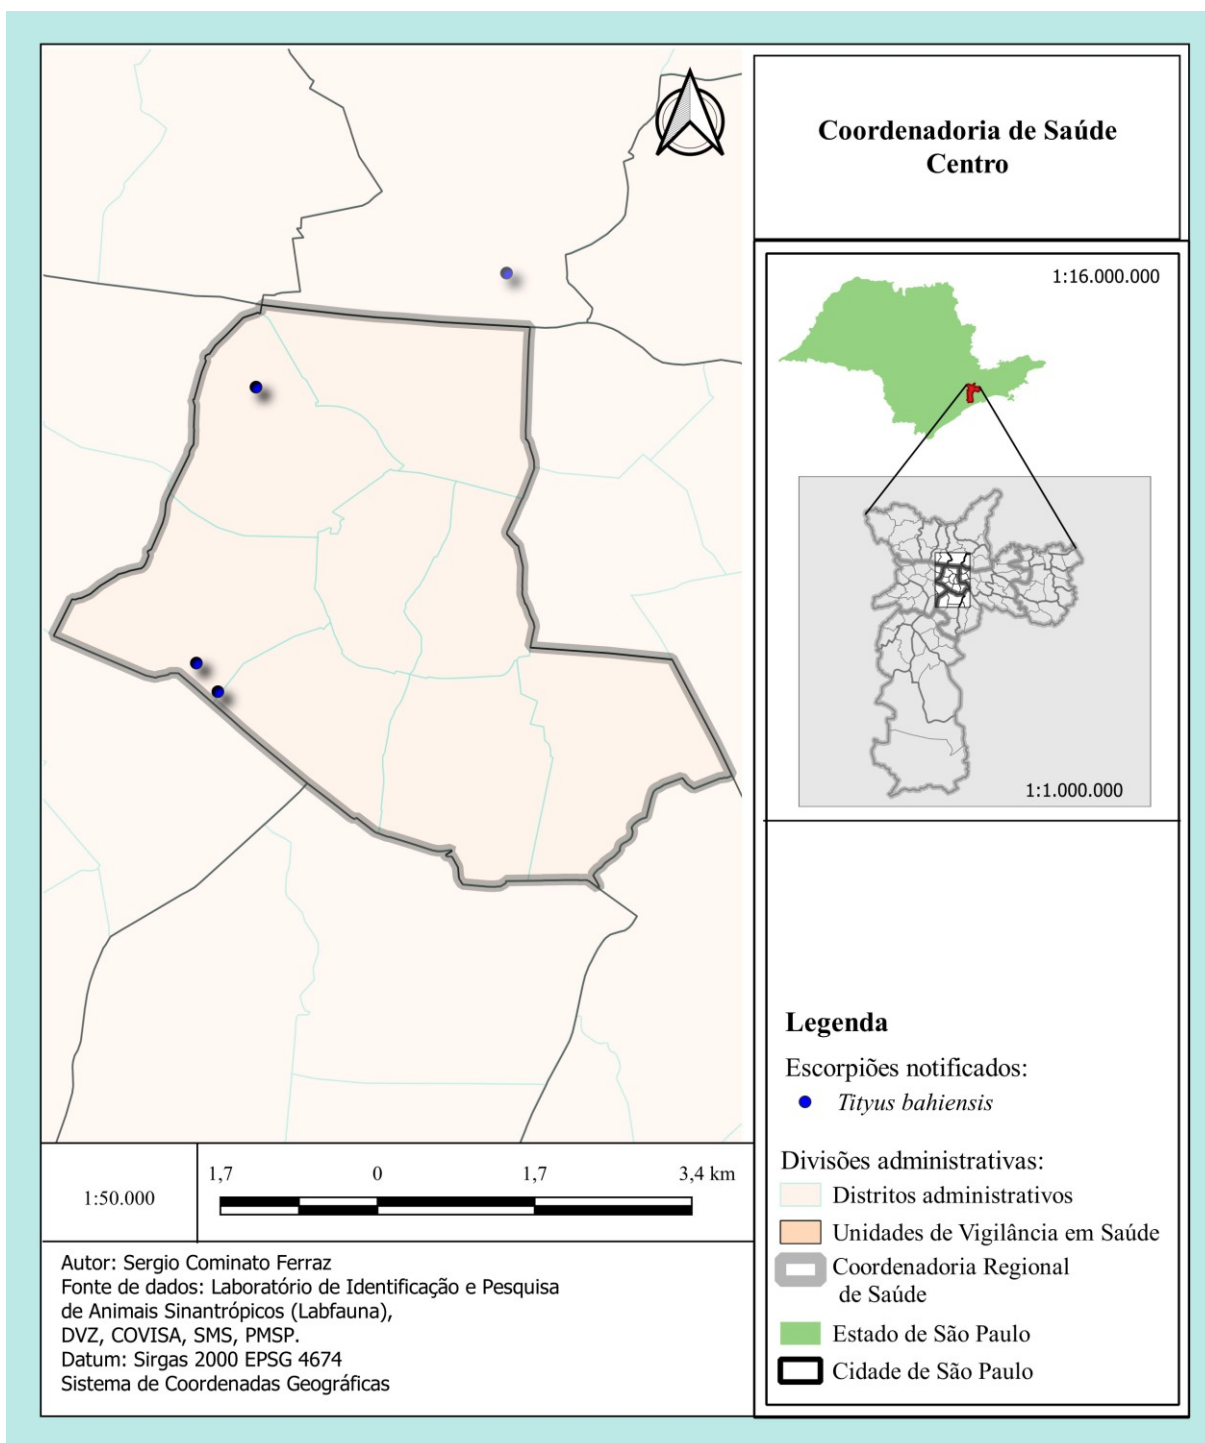 Coordenadoria de Saúde
Centro
1:16.000.000
1:1.000.000
Legenda
Escorpiões notificados:
Tityus bahiensis
Divisões administrativas:
Distritos administrativos
Unidades de Vigilância em Saúde
Coordenadoria Regional
de Saúde
Estado de São Paulo
Cidade de São Paulo
1:50.000
1,7 0 1,7 3,4 km
Autor: Sergio Cominato Ferraz
Fonte de dados: Laboratório de Identificação e Pesquisa
de Animais Sinantrópicos (Labfauna),
DVZ, COVISA, SMS, PMSP.
Datum: Sirgas 2000 EPSG 4674
Sistema de Coordenadas Geográficas